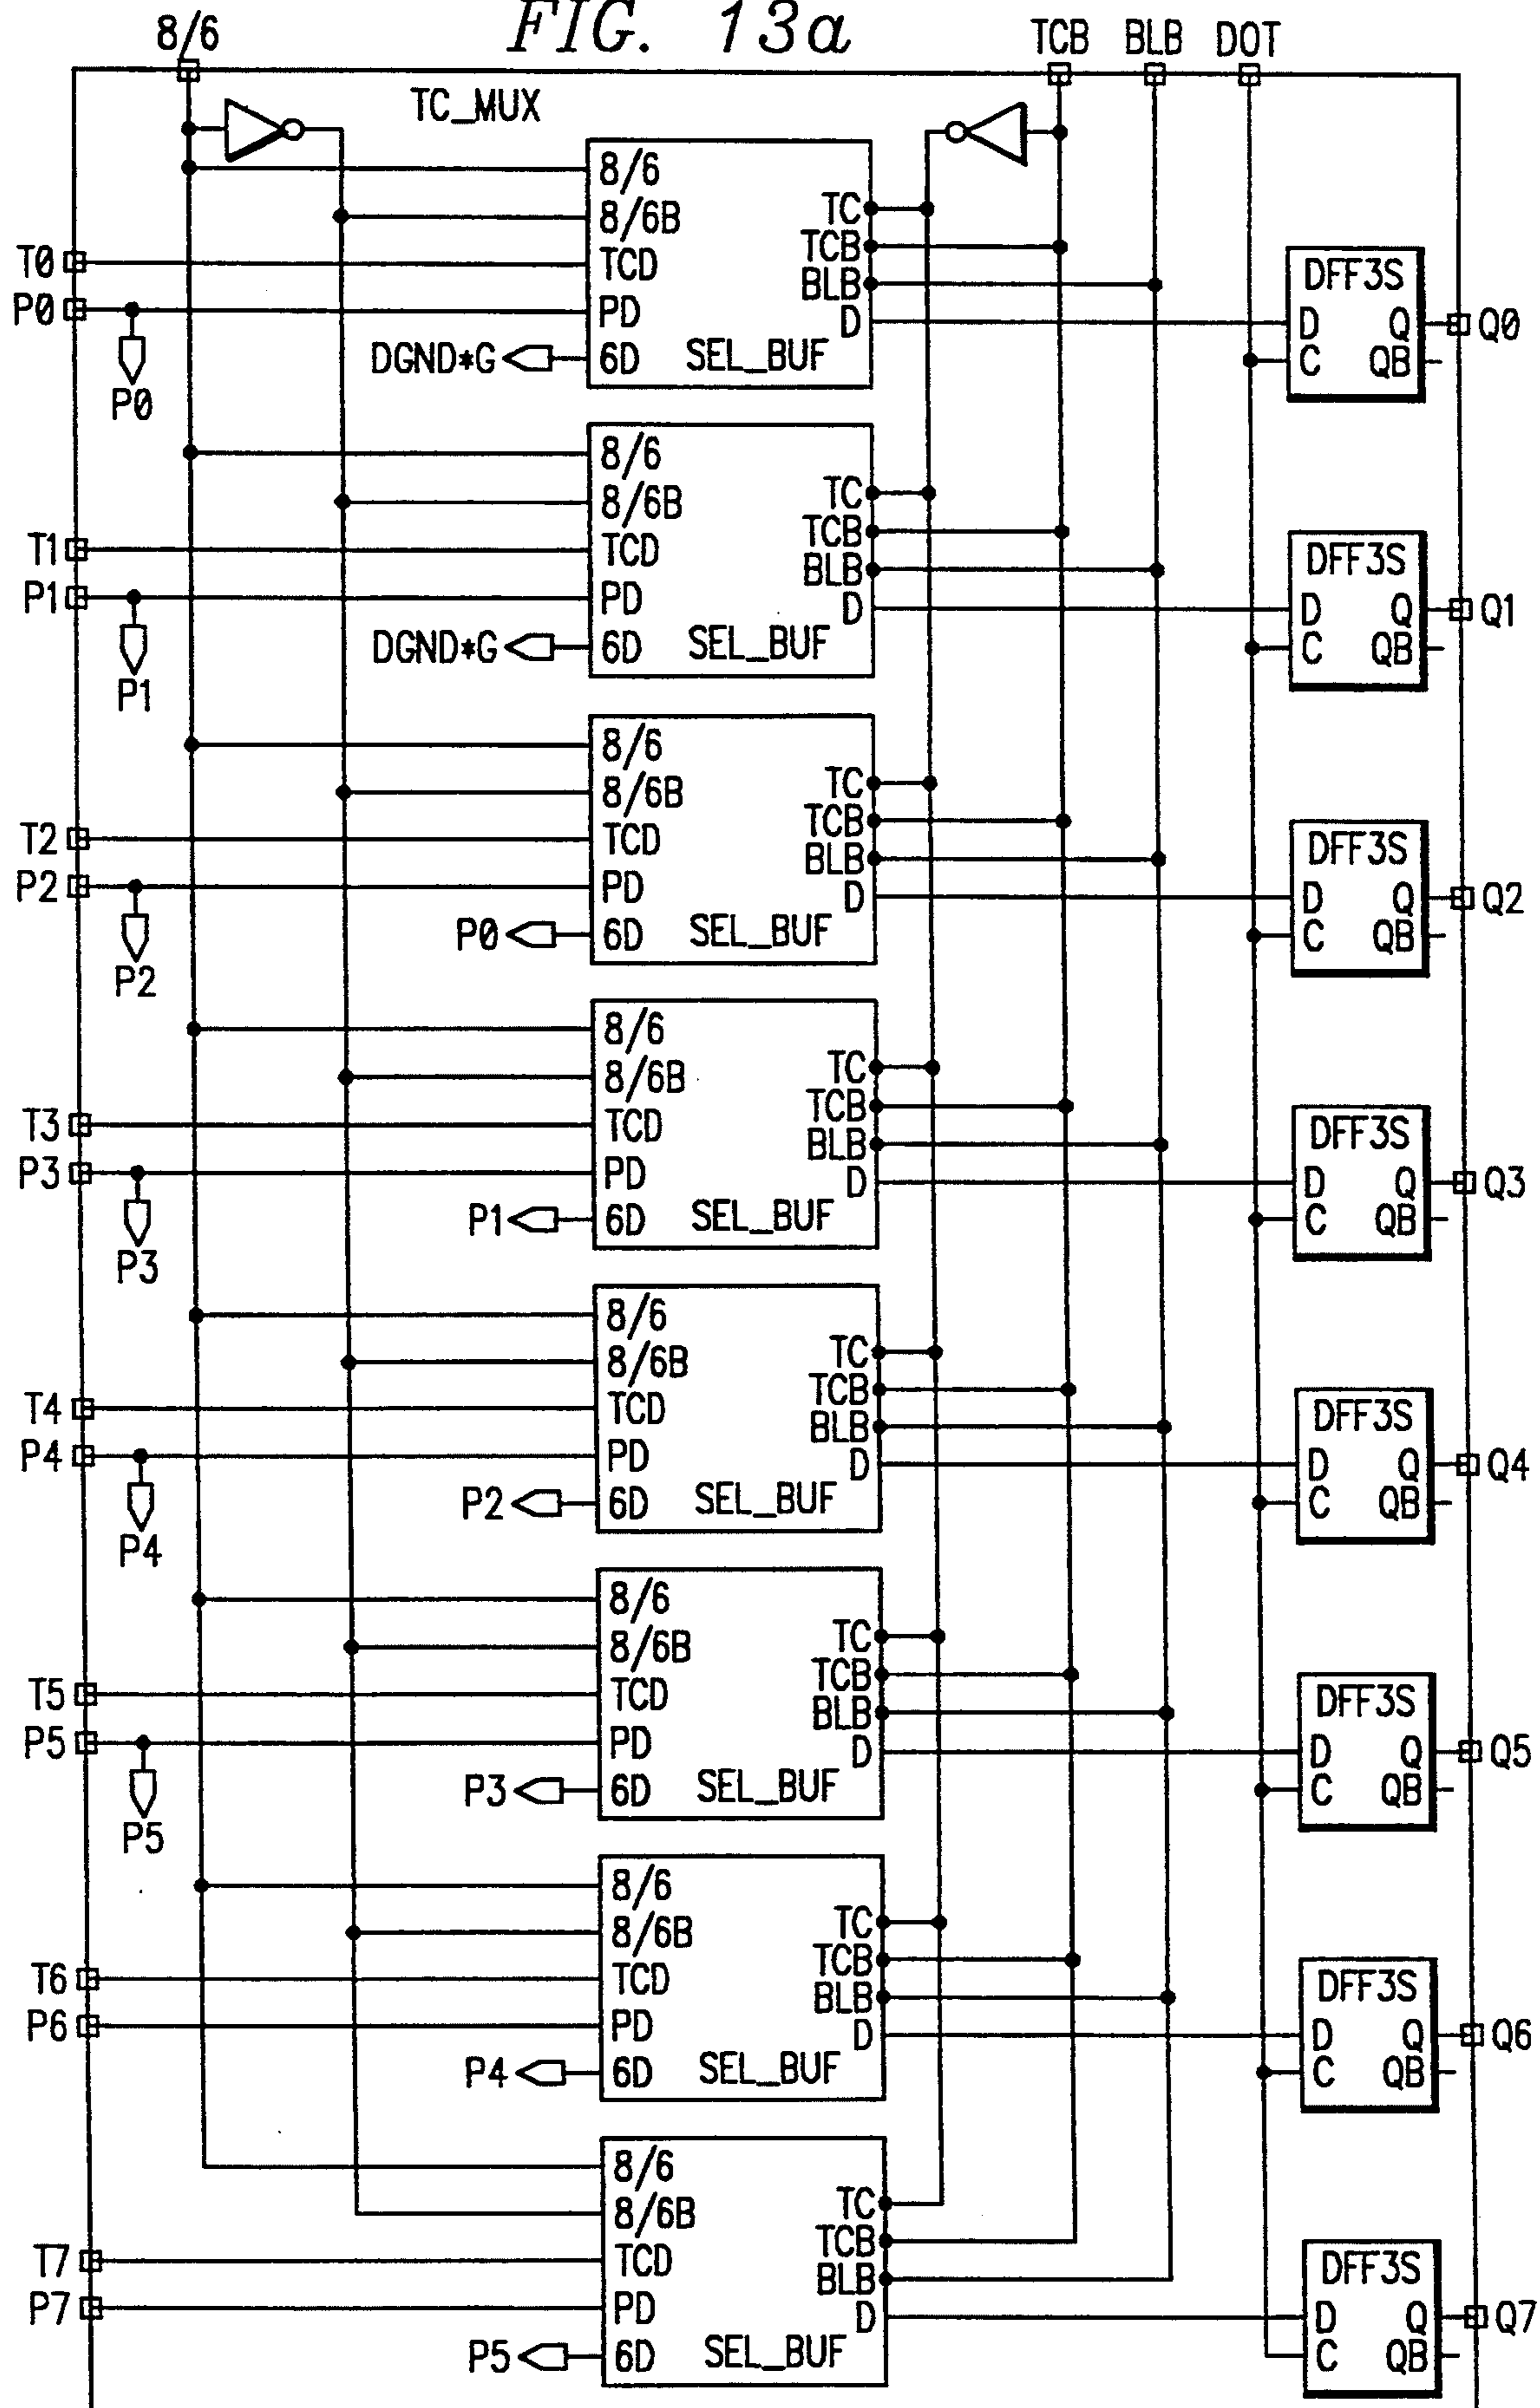 FIG. 13a
8/6 TCB BLB DOT
TC_MUX
8/6
8/6B
T0 TCD
P0 PD
DGND*G 6D SEL_BUF
TC
TCB
BLB
D
P0
DFF3S
D Q Q0
C QB
8/6
8/6B
T1 TCD
P1 PD
DGND*G 6D SEL_BUF
TC
TCB
BLB
D
P1
DFF3S
D Q Q1
C QB
8/6
8/6B
T2 TCD
P2 PD
P0 6D SEL_BUF
TC
TCB
BLB
D
P2
DFF3S
D Q Q2
C QB
8/6
8/6B
T3 TCD
P3 PD
P1 6D SEL_BUF
TC
TCB
BLB
D
P3
DFF3S
D Q Q3
C QB
8/6
8/6B
T4 TCD
P4 PD
P2 6D SEL_BUF
TC
TCB
BLB
D
P4
DFF3S
D Q Q4
C QB
8/6
8/6B
T5 TCD
P5 PD
P3 6D SEL_BUF
TC
TCB
BLB
D
P5
DFF3S
D Q Q5
C QB
8/6
8/6B
T6 TCD
P6 PD
P4 6D SEL_BUF
TC
TCB
BLB
D
DFF3S
D Q Q6
C QB
8/6
8/6B
T7 TCD
P7 PD
P5 6D SEL_BUF
TC
TCB
BLB
D
DFF3S
D Q Q7
C QB